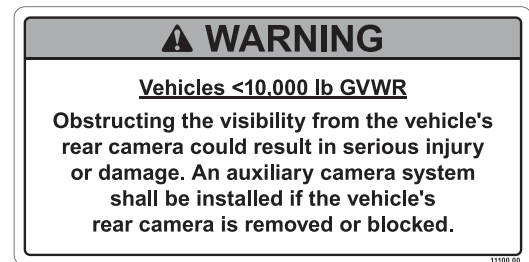 WARNING
Vehicles <10,000 lb GVWR
Obstructing the visibility from the vehicle's
rear camera could result in serious injury
or damage. An auxiliary camera system
shall be installed if the vehicle's
rear camera is removed or blocked.
11100.00